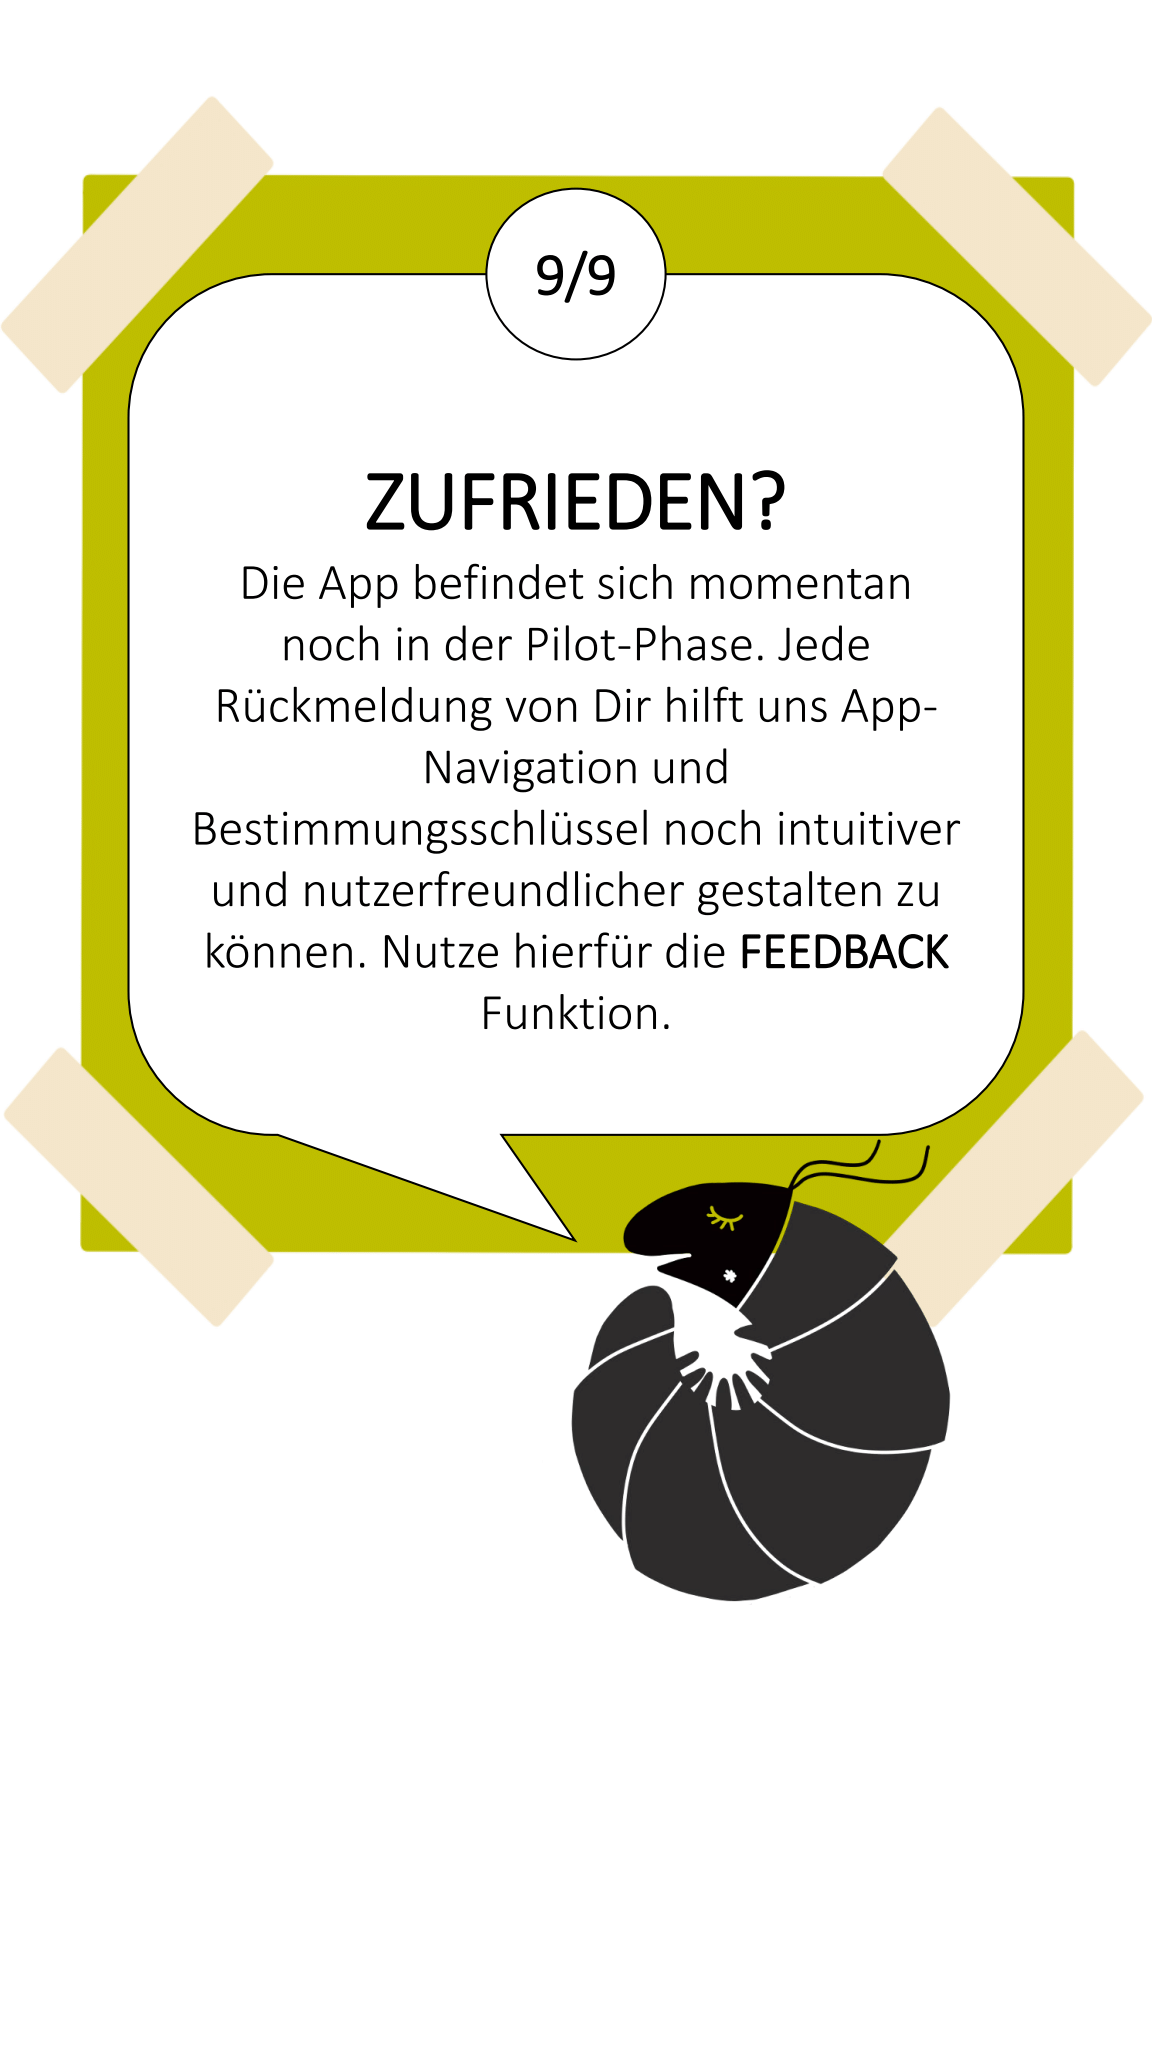 9/9
ZUFRIEDEN?
Die App befindet sich momentan
noch in der Pilot-Phase. Jede
Rückmeldung von Dir hilft uns App-
Navigation und
Bestimmungsschlüssel noch intuitiver
und nutzerfreundlicher gestalten zu
können. Nutze hierfür die FEEDBACK
Funktion.